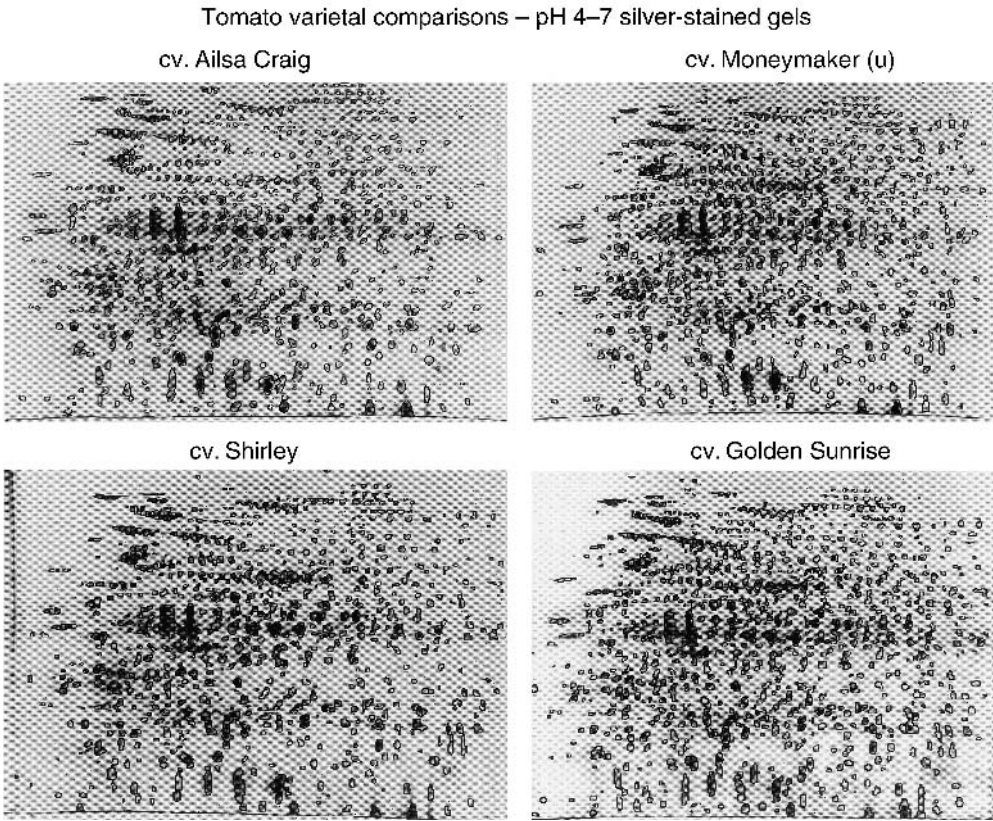 Tomato varietal comparisons – pH 4–7 silver-stained gels
cv. Ailsa Craig
cv. Moneymaker (u)
cv. Shirley
cv. Golden Sunrise